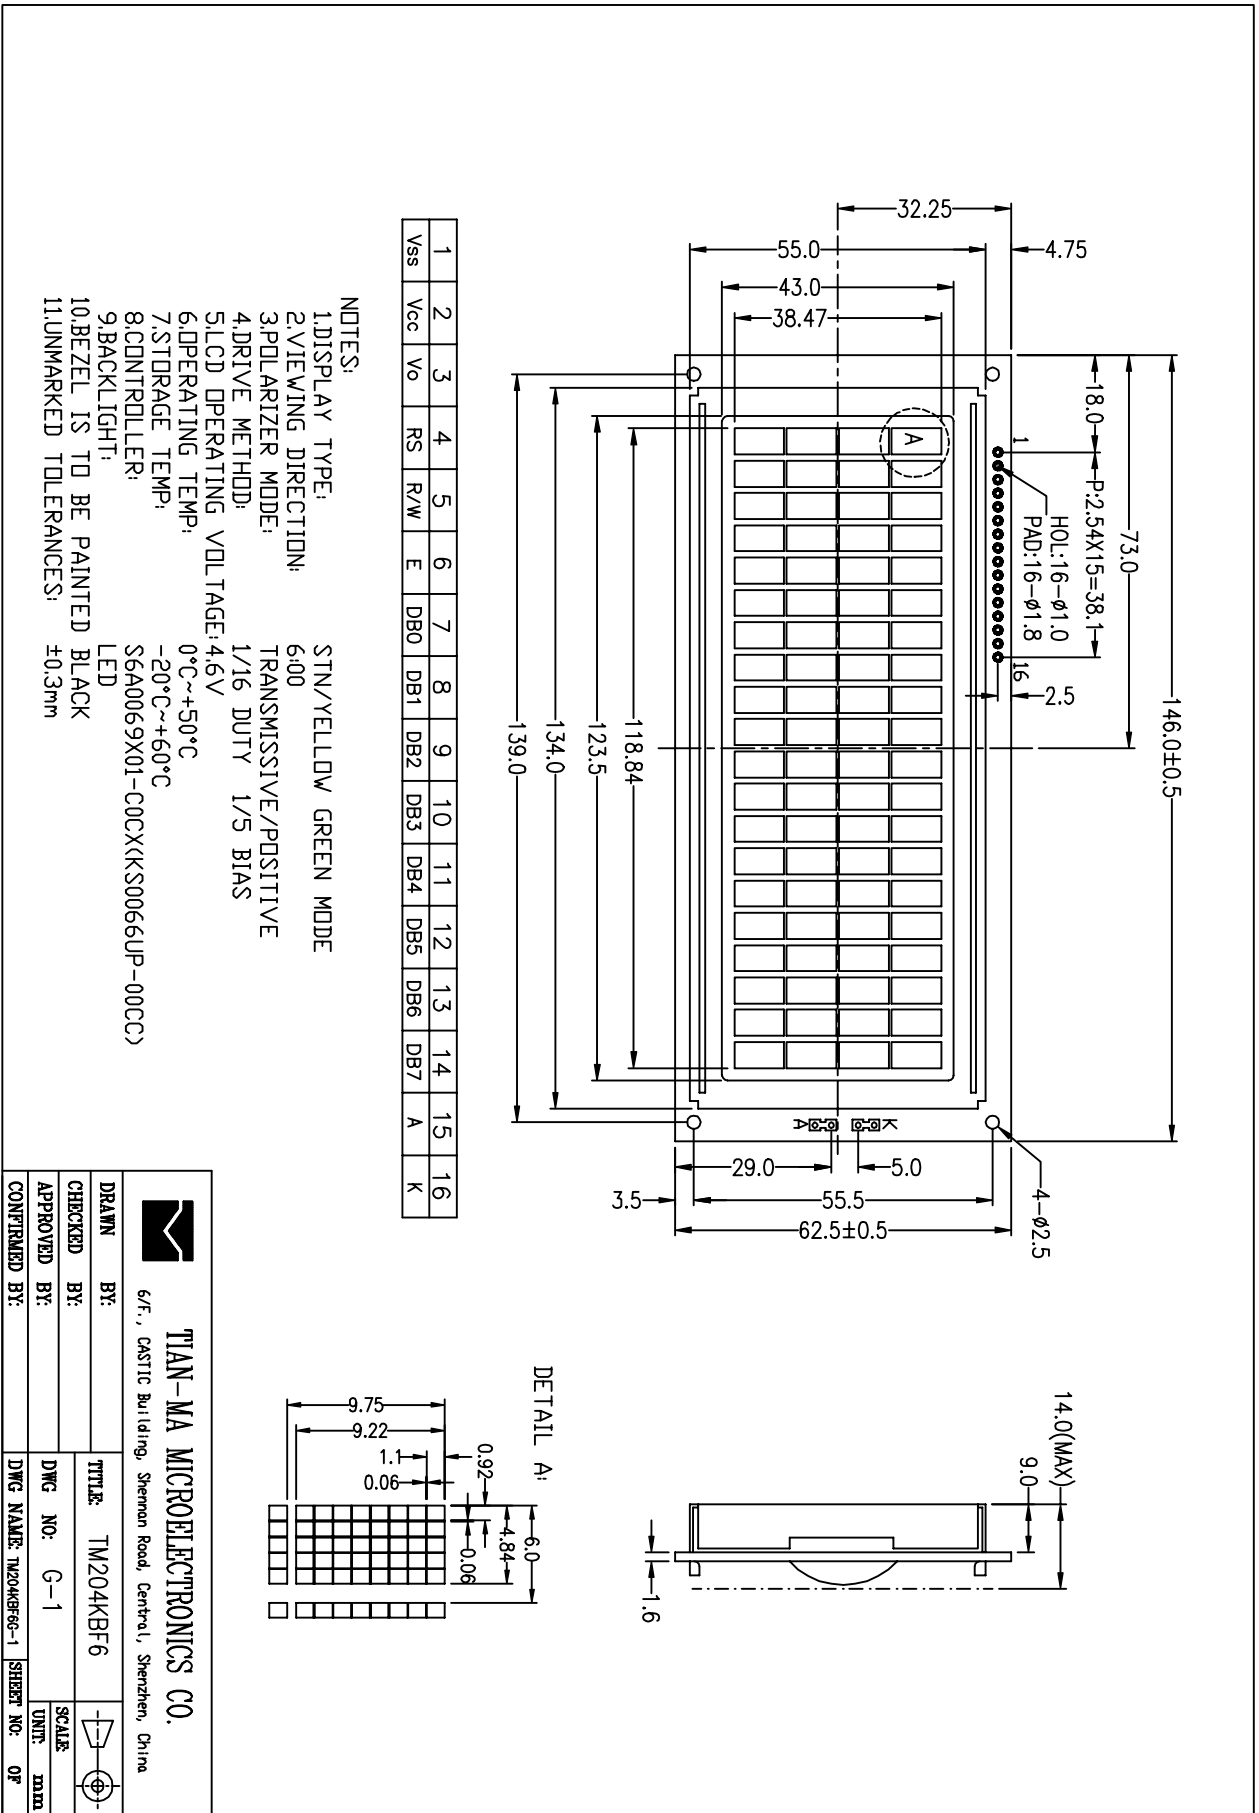 146.0±0.5
73.0
18.0
P:2.54X15=38.1
HOL:16-ø1.0
PAD:16-ø1.8
1
16
2.5
4.75
32.25
55.0
43.0
38.47
A
K
A
4-ø2.5
5.0
29.0
55.5
3.5
62.5±0.5
118.84
123.5
134.0
139.0
14.0(MAX)
9.0
1.6
DETAIL A:
6.0
4.84
0.92
0.06
9.75
9.22
1.1
0.06
1 2 3 4 5 6 7 8 9 10 11 12 13 14 15 16
Vss Vcc Vo RS R/W E DB0 DB1 DB2 DB3 DB4 DB5 DB6 DB7 A K
NOTES:
1.DISPLAY TYPE: STN/YELLOW GREEN MODE
2.VIEWING DIRECTION: 6:00
3.POLARIZER MODE: TRANSMISSIVE/POSITIVE
4.DRIVE METHOD: 1/16 DUTY 1/5 BIAS
5.LCD OPERATING VOLTAGE:4.6V
6.OPERATING TEMP: 0°C~+50°C
7.STORAGE TEMP: -20°C~+60°C
8.CONTROLLER: S6A0069X01-C0CX(KS0066UP-00CC)
9.BACKLIGHT: LED
10.BEZEL IS TO BE PAINTED BLACK
11.UNMARKED TOLERANCES: ±0.3mm
TIAN-MA MICROELECTRONICS CO.
6/F., CASTIC Building, Shennan Road, Central, Shenzhen, China
DRAWN BY:
CHECKED BY:
APPROVED BY:
CONFIRMED BY:
TITLE: TM204KBF6
DWG NO: G-1
DWG NAME: TM204KBF6G-1
SCALE:
UNIT: mm
SHEET NO: OF